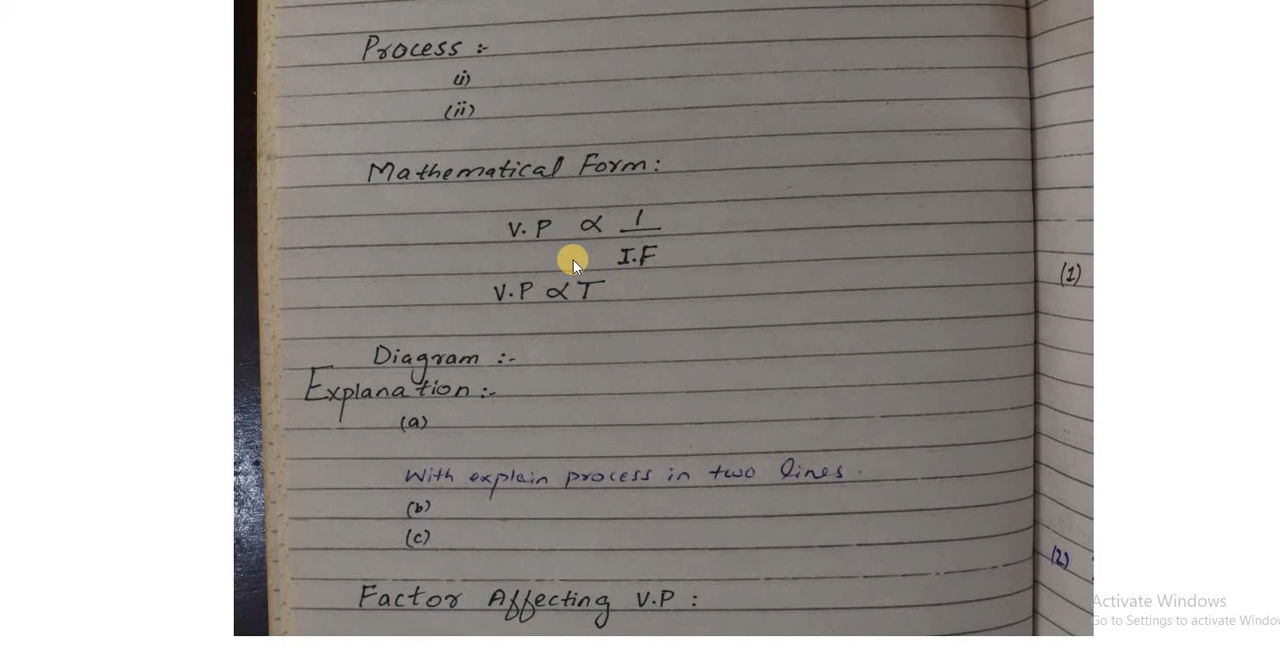 Process :-
(i)
(ii)
Mathematical Form:
V.P ∝ 1
I.F
V.P ∝ T
(1)
Diagram :-
Explanation :-
(a)
With explain process in two lines.
(b)
(c)
(2)
Factor Affecting V.P :
Activate Windows
Go to Settings to activate Windo